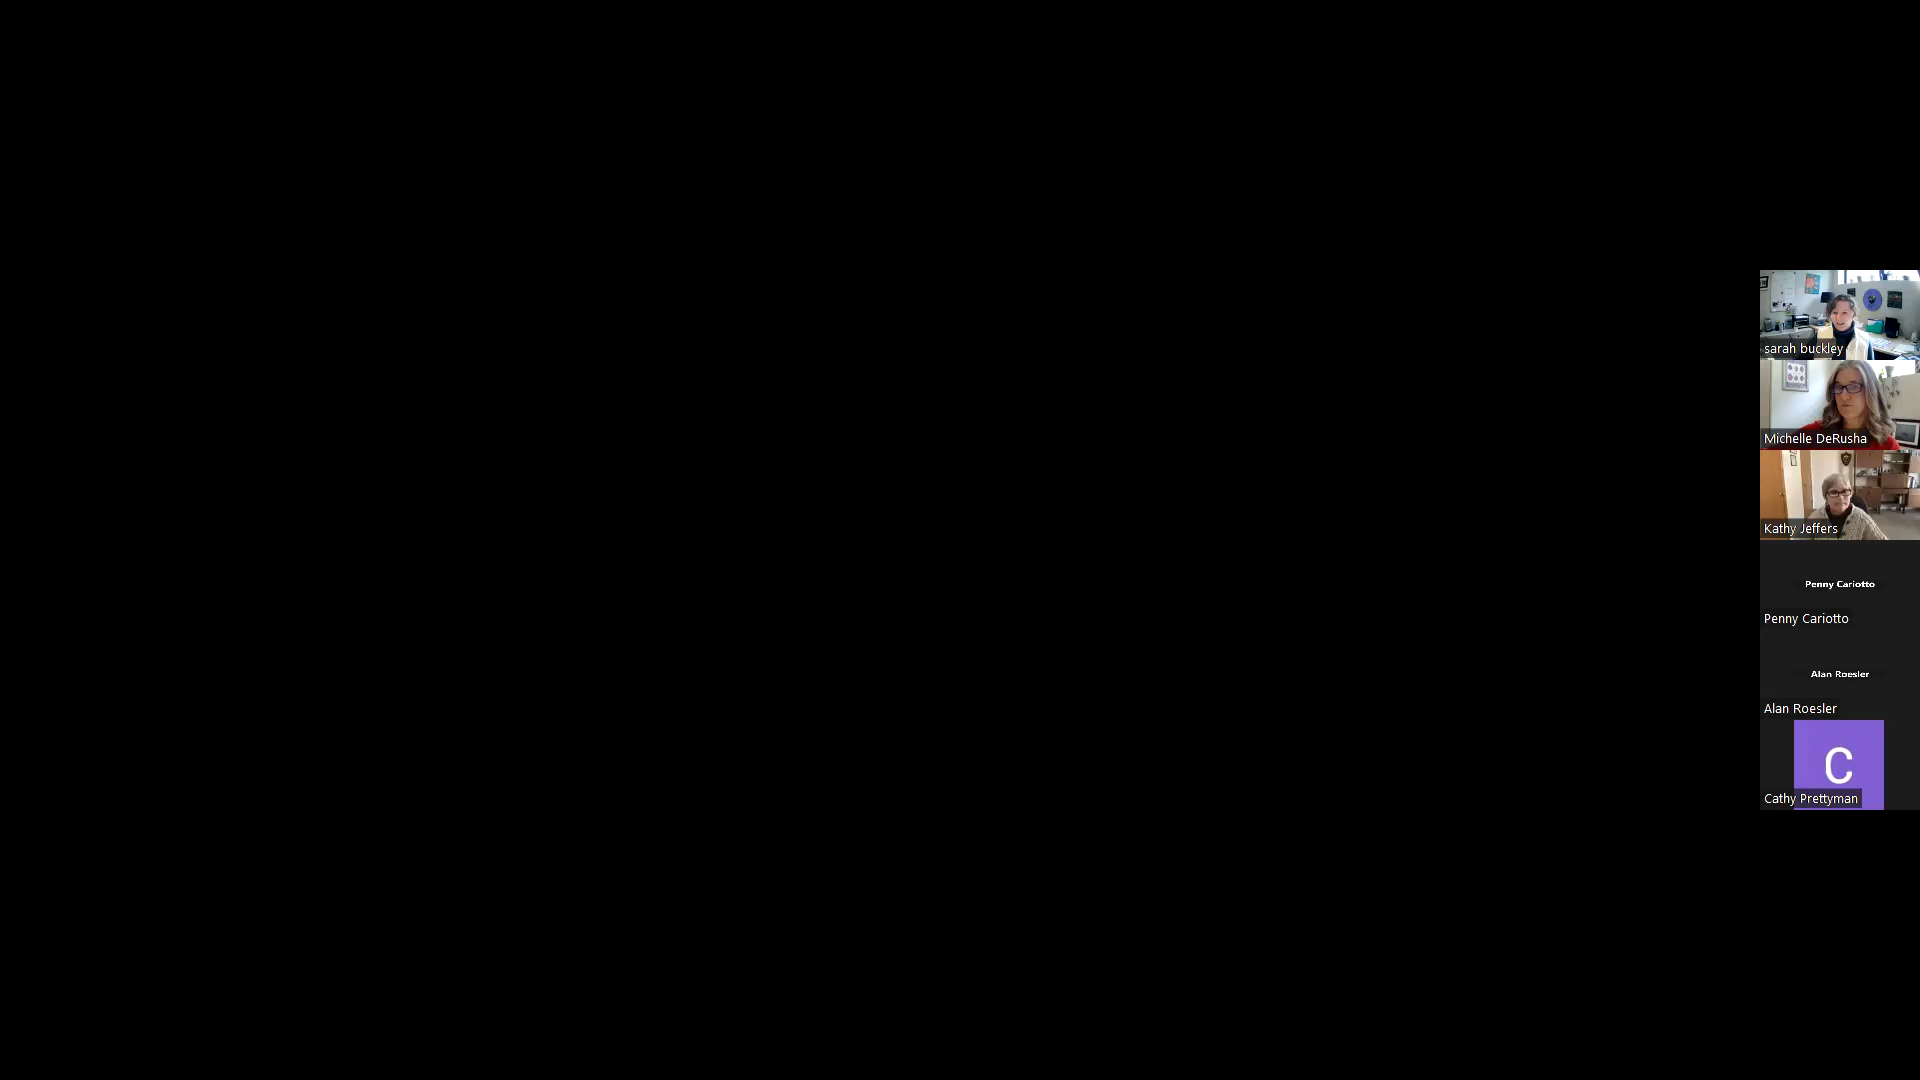 sarah buckley
Michelle DeRusha
Kathy Jeffers
Penny Cariotto
Penny Cariotto
Alan Roesler
Alan Roesler
C
Cathy Prettyman